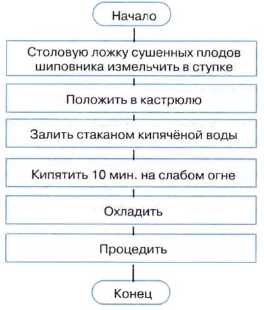 Начало
Столовую ложку сушенных плодов
шиповника измельчить в ступке
Положить в кастрюлю
Залить стаканом кипячёной воды
Кипятить 10 мин. на слабом огне
Охладить
Процедить
Конец